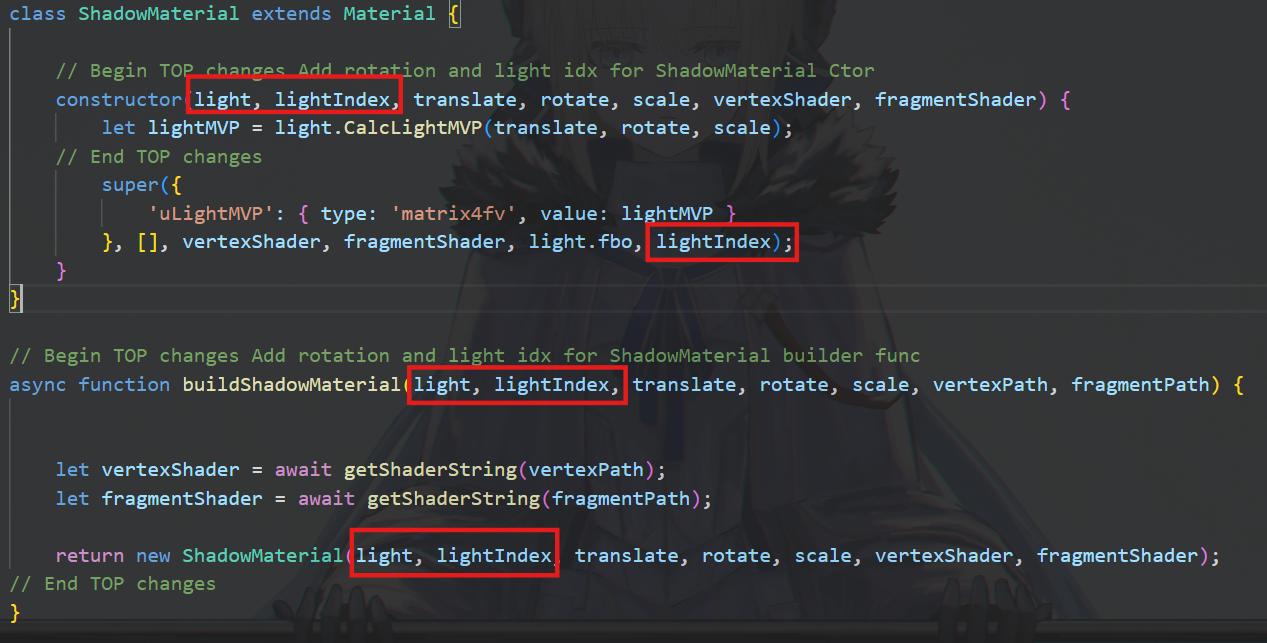 class ShadowMaterial extends Material {
// Begin TOP changes Add rotation and light idx for ShadowMaterial Ctor
constructor(light, lightIndex, translate, rotate, scale, vertexShader, fragmentShader) {
let lightMVP = light.CalcLightMVP(translate, rotate, scale);
// End TOP changes
super({
'uLightMVP': { type: 'matrix4fv', value: lightMVP }
}, [], vertexShader, fragmentShader, light.fbo, lightIndex);
}
}
// Begin TOP changes Add rotation and light idx for ShadowMaterial builder func
async function buildShadowMaterial(light, lightIndex, translate, rotate, scale, vertexPath, fragmentPath) {
let vertexShader = await getShaderString(vertexPath);
let fragmentShader = await getShaderString(fragmentPath);
return new ShadowMaterial(light, lightIndex, translate, rotate, scale, vertexShader, fragmentShader);
// End TOP changes
}